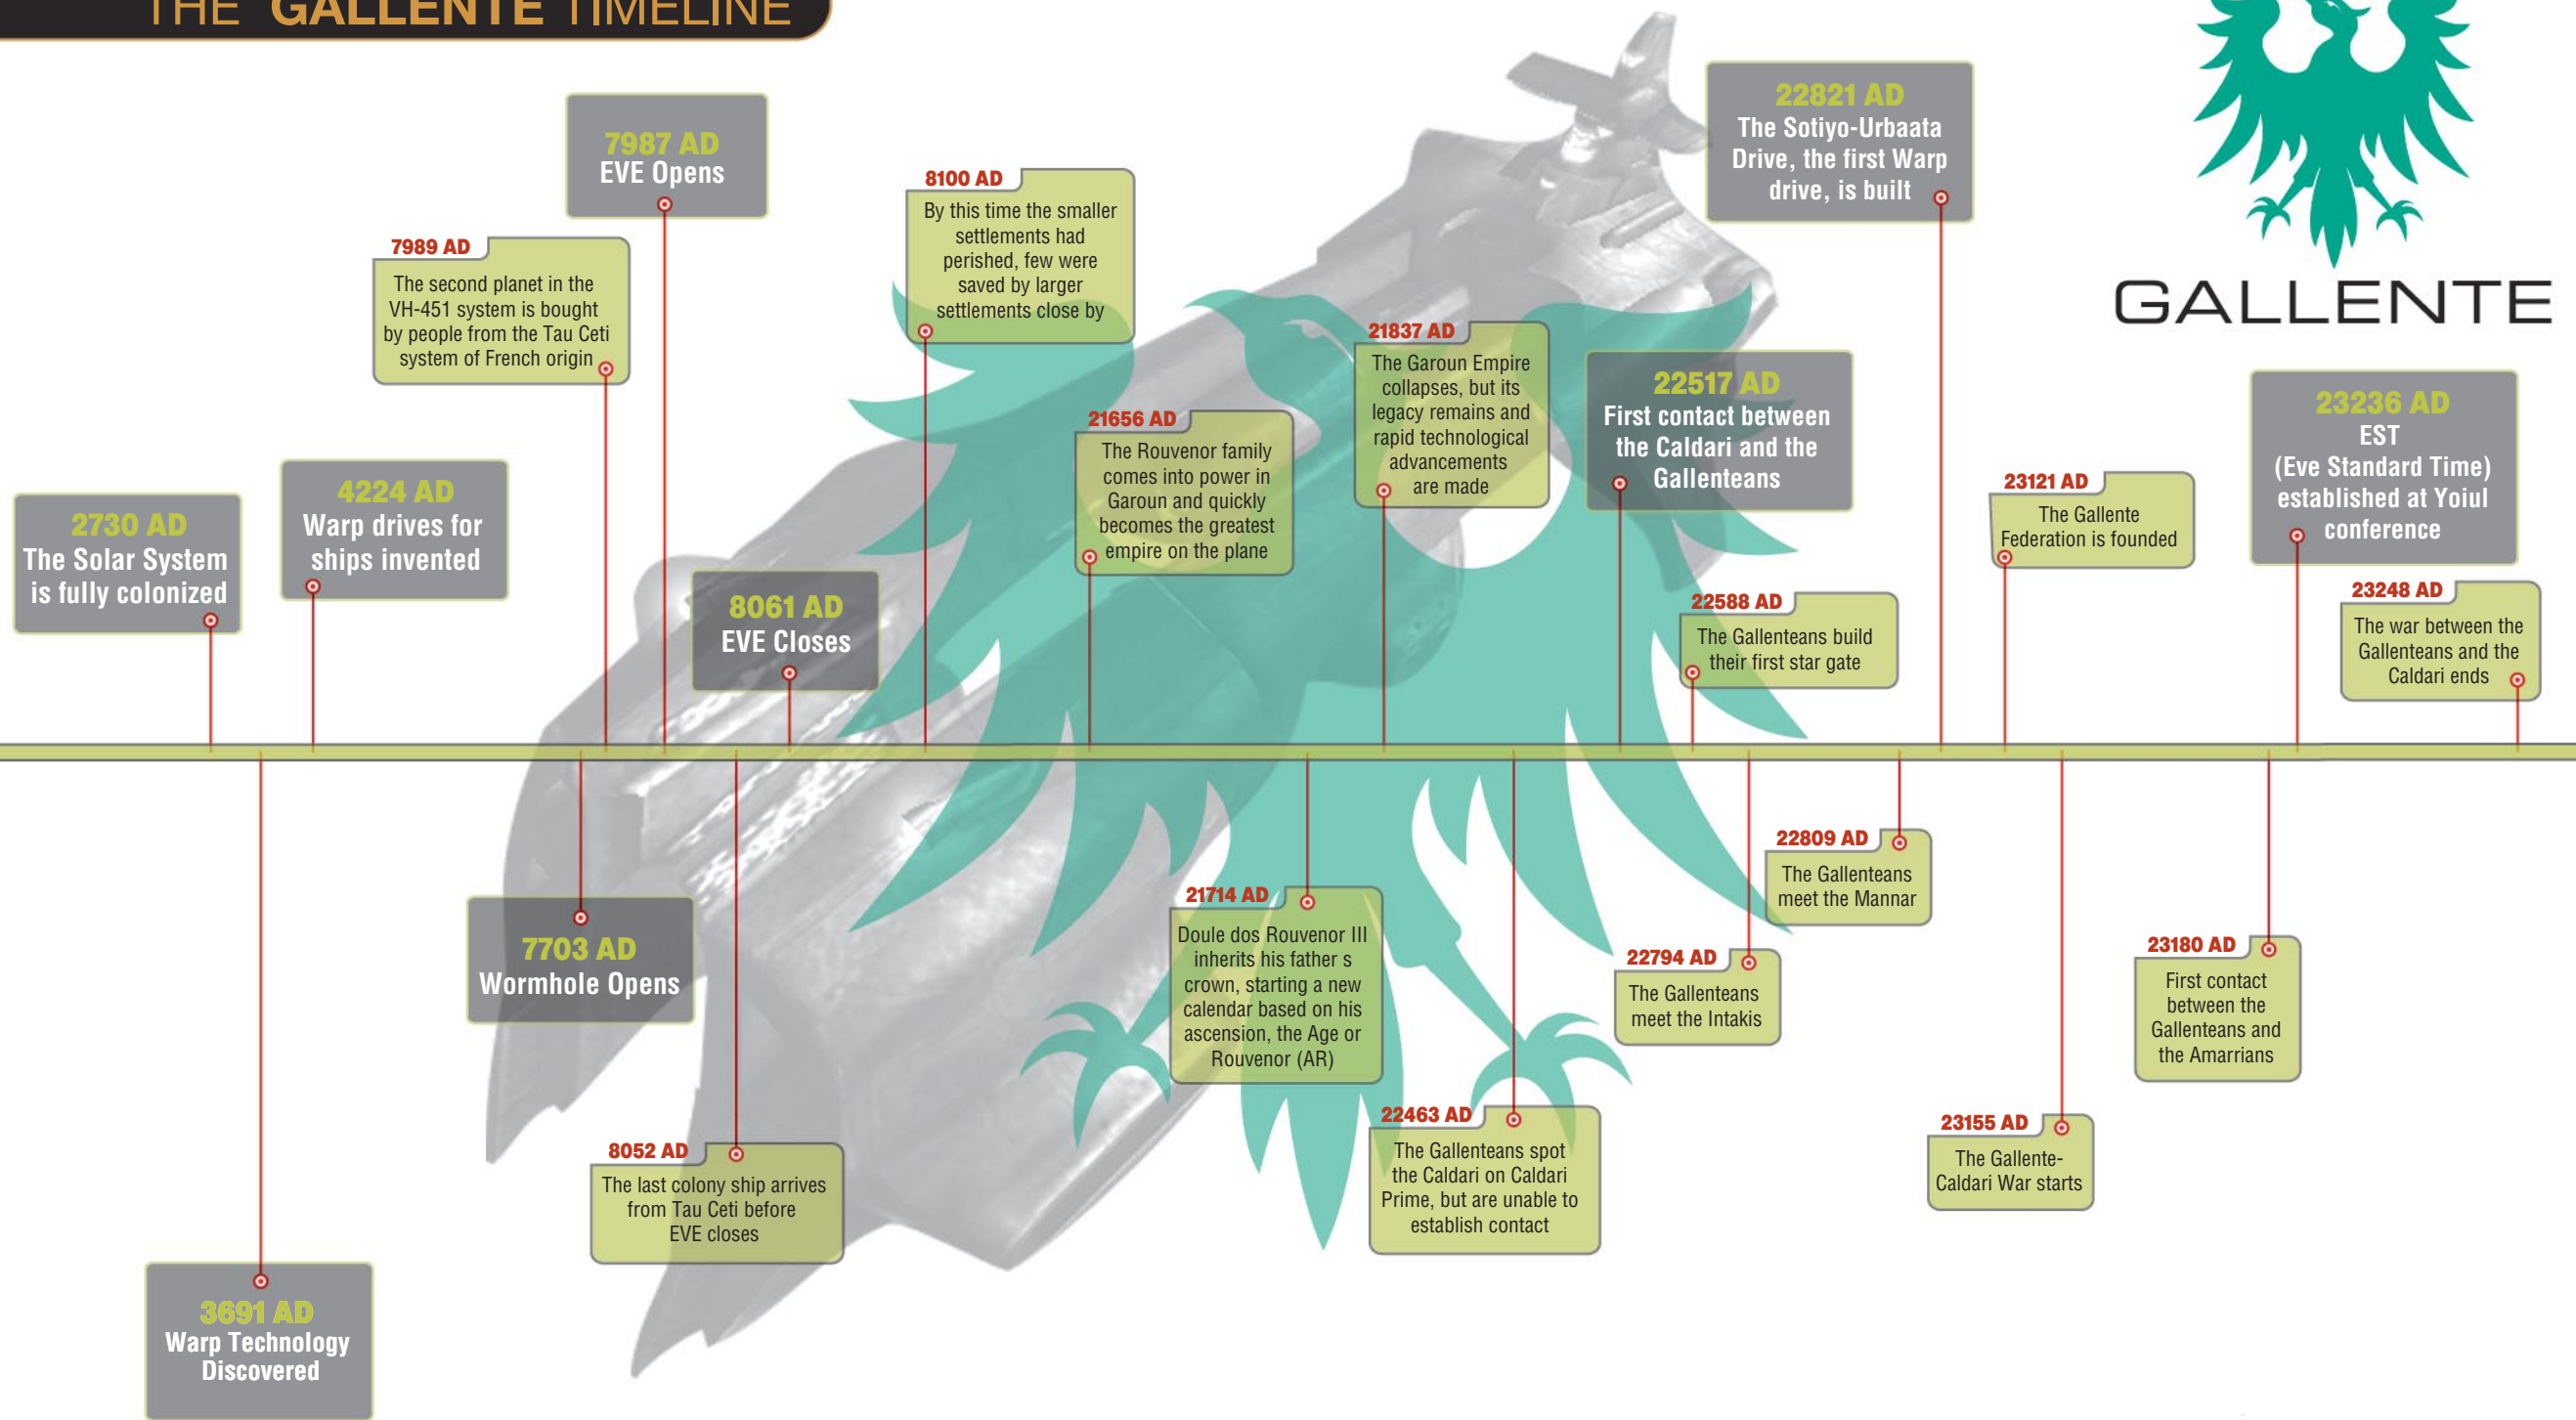 THE GALLENTE TIMELINE
GALLENTE
2730 AD
The Solar System
is fully colonized
3691 AD
Warp Technology
Discovered
4224 AD
Warp drives for
ships invented
7703 AD
Wormhole Opens
7989 AD
The second planet in the
VH-451 system is bought
by people from the Tau Ceti
system of French origin
7987 AD
EVE Opens
8052 AD
The last colony ship arrives
from Tau Ceti before
EVE closes
8061 AD
EVE Closes
8100 AD
By this time the smaller
settlements had
perished, few were
saved by larger
settlements close by
21656 AD
The Rouvenor family
comes into power in
Garoun and quickly
becomes the greatest
empire on the plane
21714 AD
Doule dos Rouvenor III
inherits his father s
crown, starting a new
calendar based on his
ascension, the Age or
Rouvenor (AR)
21837 AD
The Garoun Empire
collapses, but its
legacy remains and
rapid technological
advancements
are made
22463 AD
The Gallenteans spot
the Caldari on Caldari
Prime, but are unable to
establish contact
22517 AD
First contact between
the Caldari and the
Gallenteans
22588 AD
The Gallenteans build
their first star gate
22794 AD
The Gallenteans
meet the Intakis
22809 AD
The Gallenteans
meet the Mannar
22821 AD
The Sotiyo-Urbaata
Drive, the first Warp
drive, is built
23121 AD
The Gallente
Federation is founded
23155 AD
The Gallente-
Caldari War starts
23180 AD
First contact
between the
Gallenteans and
the Amarrians
23236 AD
EST
(Eve Standard Time)
established at Yoiul
conference
23248 AD
The war between the
Gallenteans and the
Caldari ends